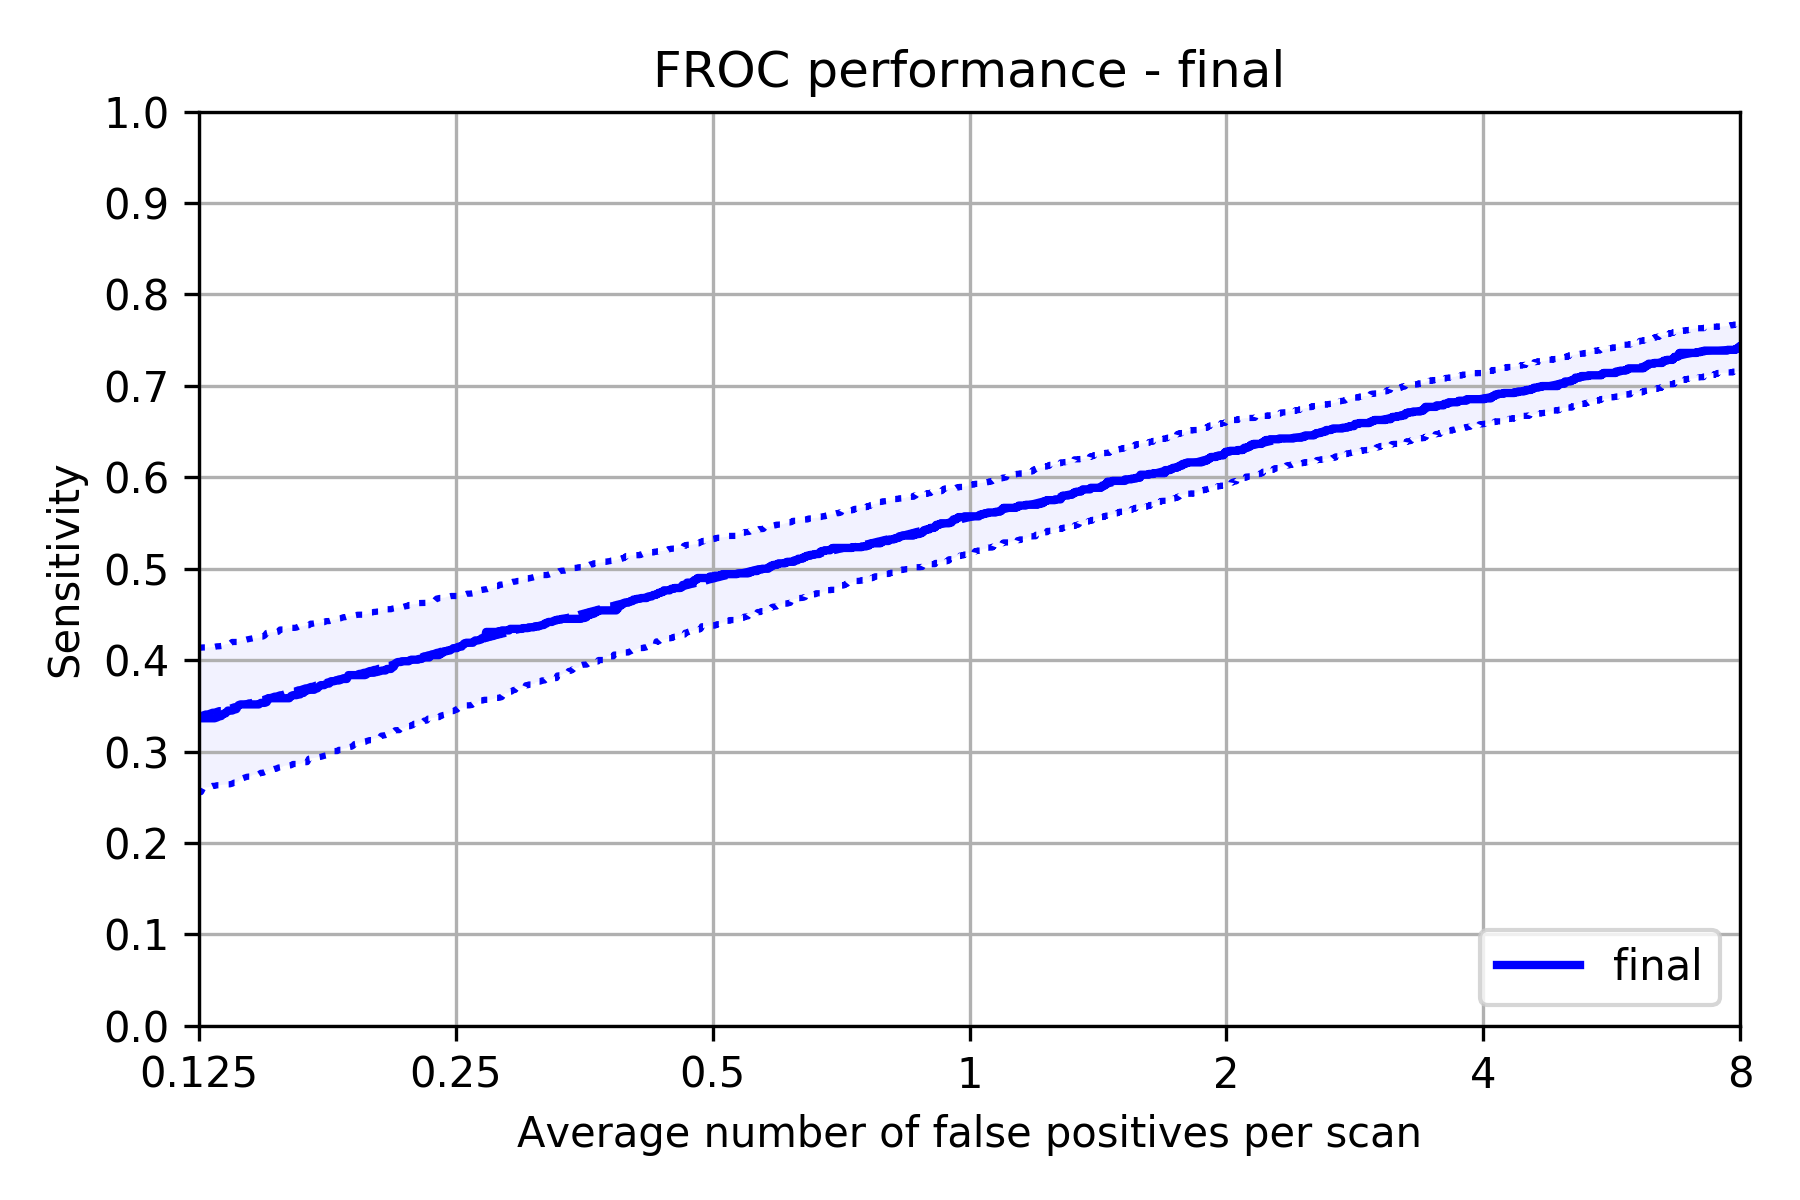 FROC performance - final
1.0
0.9
0.8
0.7
0.6
0.5
0.4
0.3
0.2
0.1
0.0
Sensitivity
final
0.125 0.25 0.5 1 2 4 8
Average number of false positives per scan